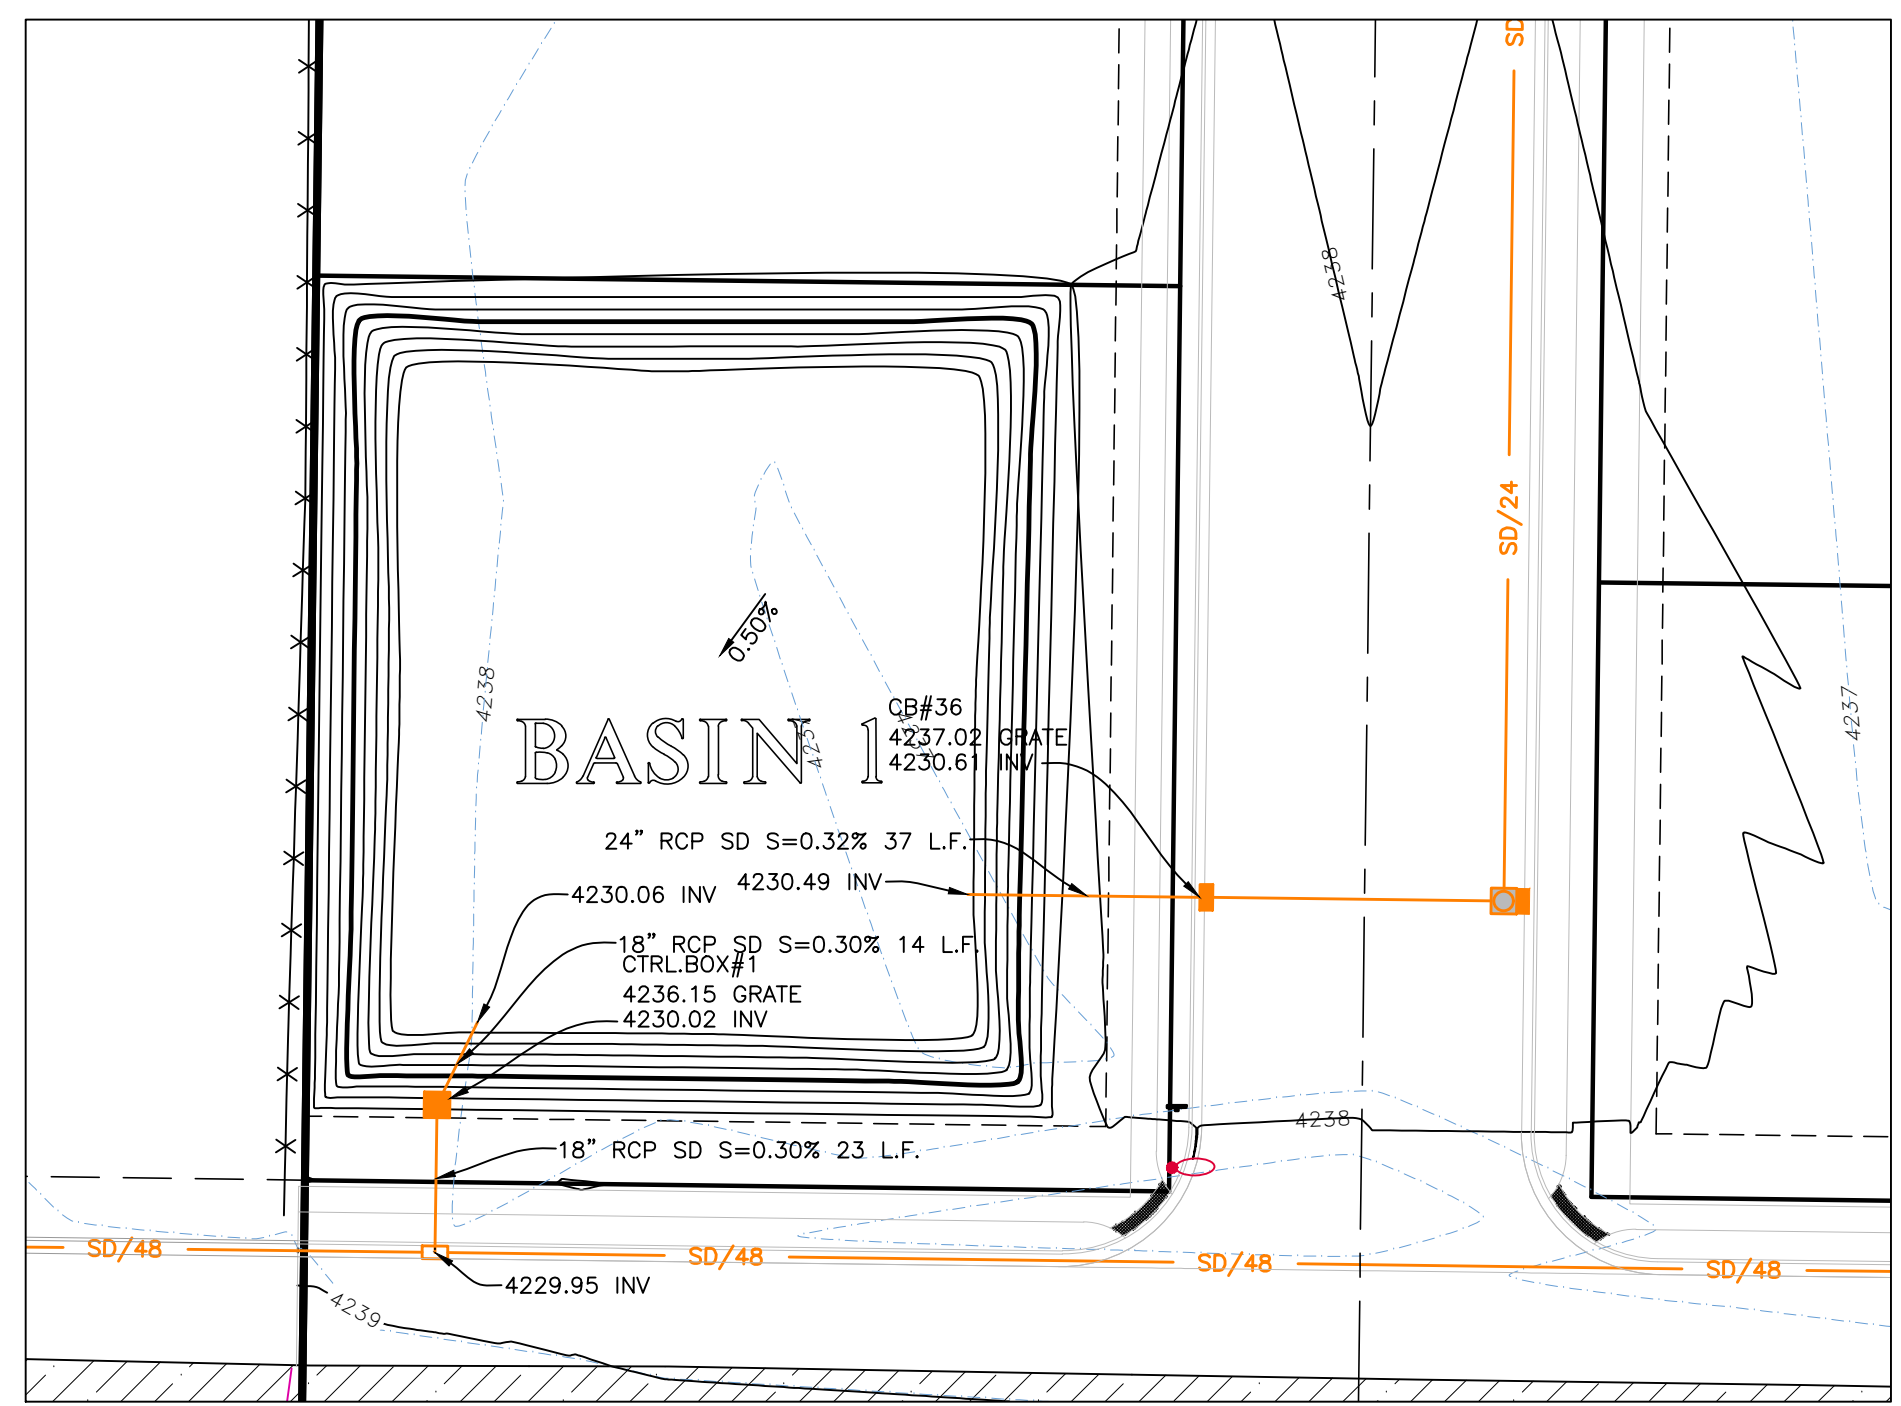 SD
4238
SD/24
0.50%
4238
4237
BASIN 1
4237
CB#36
4237.02 GRATE
4230.61 INV
24” RCP SD S=0.32% 37 L.F.
4230.49 INV
4230.06 INV
18” RCP SD S=0.30% 14 L.F.
CTRL.BOX#1
4236.15 GRATE
4230.02 INV
4238
18” RCP SD S=0.30% 23 L.F.
SD/48
SD/48
SD/48
SD/48
4229.95 INV
4239